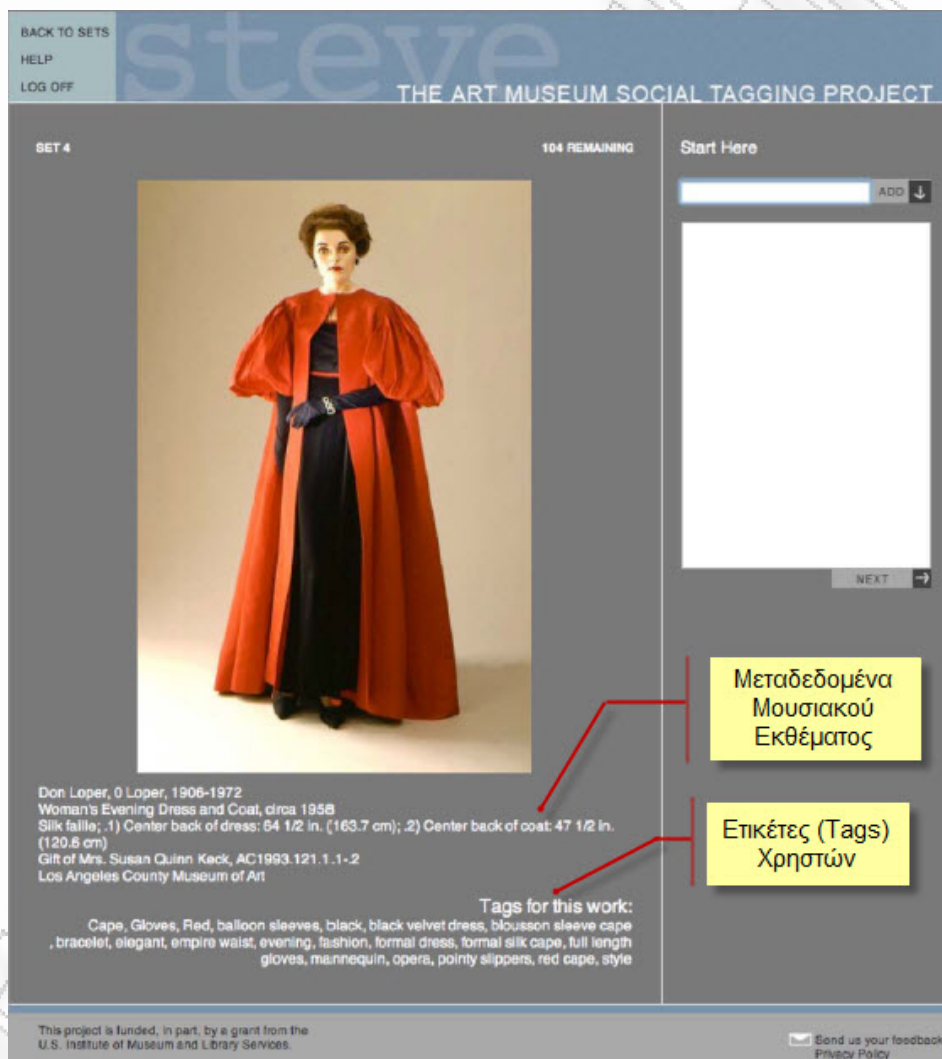 BACK TO SETS
HELP
LOG OFF
steve
THE ART MUSEUM SOCIAL TAGGING PROJECT
SET 4
104 REMAINING
Start Here
ADD
NEXT
Μεταδεδομένα
Μουσιακού
Εκθέματος
Don Loper, 0 Loper, 1906-1972
Woman's Evening Dress and Coat, circa 1958
Silk faille; .1) Center back of dress: 64 1/2 in. (163.7 cm); .2) Center back of coat: 47 1/2 in.
(120.6 cm)
Gift of Mrs. Susan Quinn Keck, AC1993.121.1.1-.2
Los Angeles County Museum of Art
Ετικέτες (Tags)
Χρηστών
Tags for this work:
Cape, Gloves, Red, balloon sleeves, black, black velvet dress, blousson sleeve cape
, bracelet, elegant, empire waist, evening, fashion, formal dress, formal silk cape, full length
gloves, mannequin, opera, pointy slippers, red cape, style
This project is funded, in part, by a grant from the
U.S. Institute of Museum and Library Services.
Send us your feedback
Privacy Policy